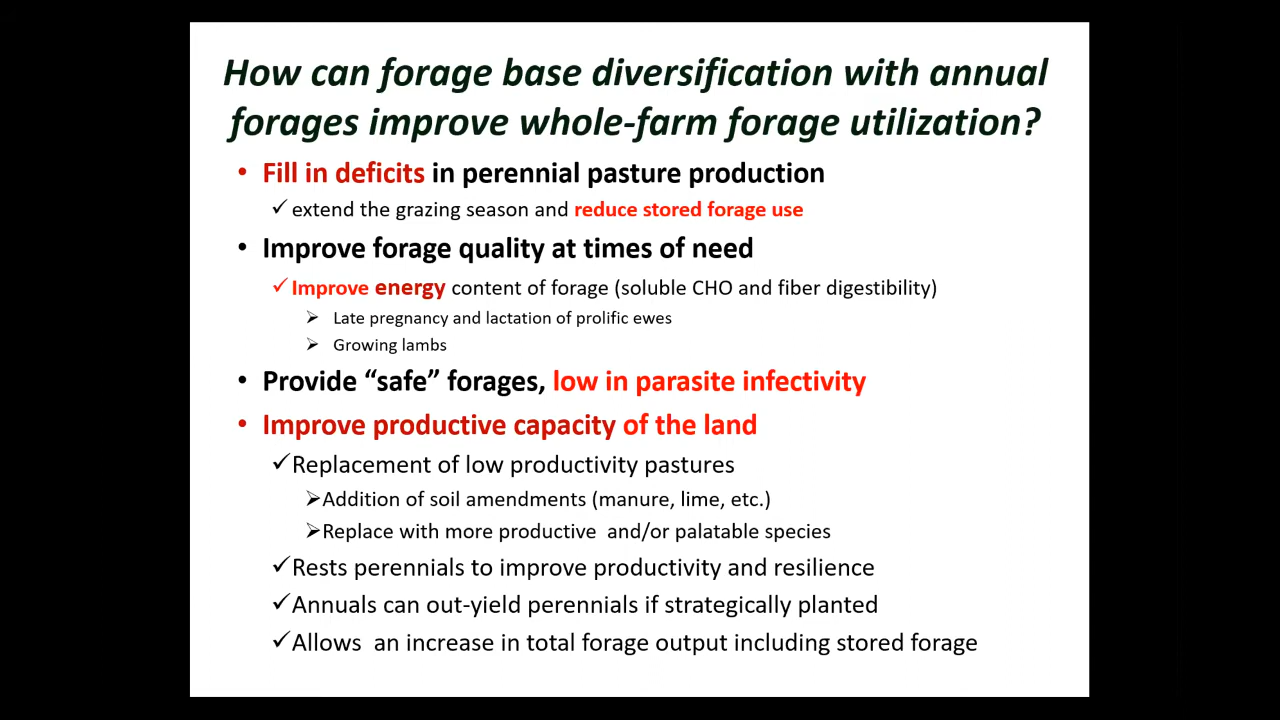 How can forage base diversification with annual
forages improve whole-farm forage utilization?
• Fill in deficits in perennial pasture production
✓ extend the grazing season and reduce stored forage use
• Improve forage quality at times of need
✓ Improve energy content of forage (soluble CHO and fiber digestibility)
➢ Late pregnancy and lactation of prolific ewes
➢ Growing lambs
• Provide “safe” forages, low in parasite infectivity
• Improve productive capacity of the land
✓Replacement of low productivity pastures
➢Addition of soil amendments (manure, lime, etc.)
➢Replace with more productive and/or palatable species
✓Rests perennials to improve productivity and resilience
✓Annuals can out-yield perennials if strategically planted
✓Allows an increase in total forage output including stored forage